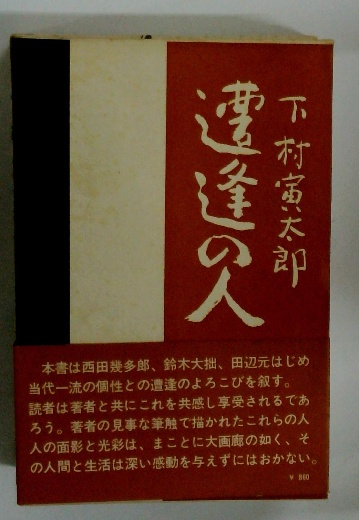 下村寅太郎
遭逢の人
本書は西田幾多郎、鈴木大拙、田辺元はじめ
当代一流の個性との遭逢のよろこびを叙す。
読者は著者と共にこれを共感し享受されるであ
ろう。著者の見事な筆触で描かれたこれらの人
人の面影と光彩は、まことに大画廊の如く、そ
の人間と生活は深い感動を与えずにはおかない。